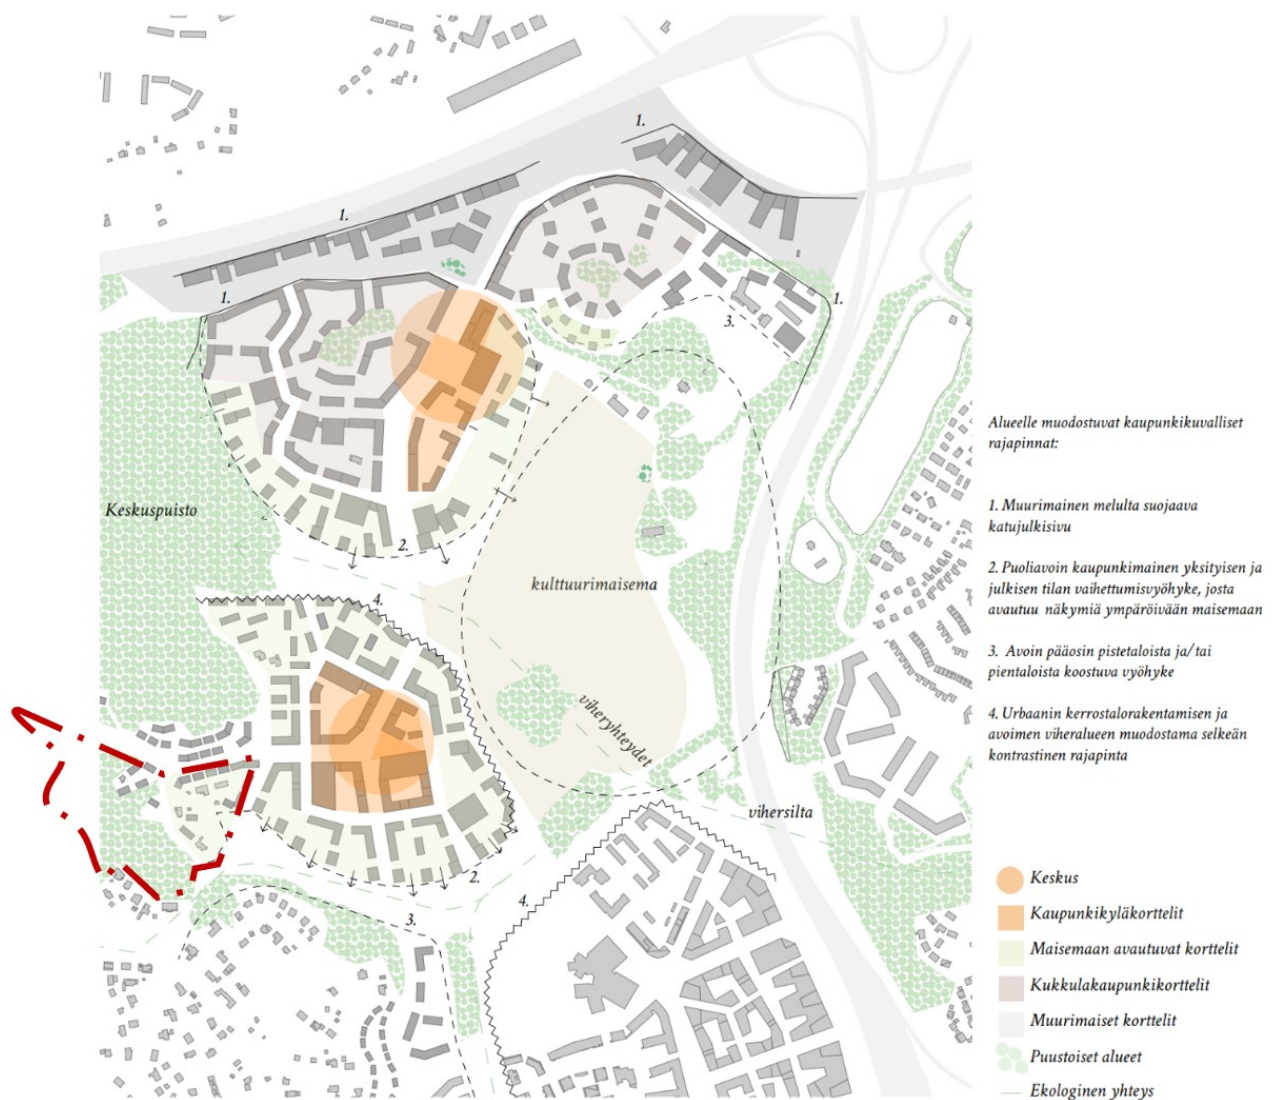 1.
1.
1.
1.
3.
Keskuspuisto
2.
kulttuurimaisema
4.
viheryhteydet
vihersilta
2.
3.
4.
Alueelle muodostuvat kaupunkikuvalliset
rajapinnat:
1. Muurimainen melulta suojaava
katujulkisivu
2. Puoliavoin kaupunkimainen yksityisen ja
julkisen tilan vaihettumisvyöhyke, josta
avautuu näkymiä ympäröivään maisemaan
3. Avoin pääosin pistetaloista ja/tai
pientaloista koostuva vyöhyke
4. Urbaanin kerrostalorakentamisen ja
avoimen viheralueen muodostama selkeän
kontrastinen rajapinta
Keskus
Kaupunkikyläkorttelit
Maisemaan avautuvat korttelit
Kukkulakaupunkikorttelit
Muurimaiset korttelit
Puustoiset alueet
Ekologinen yhteys